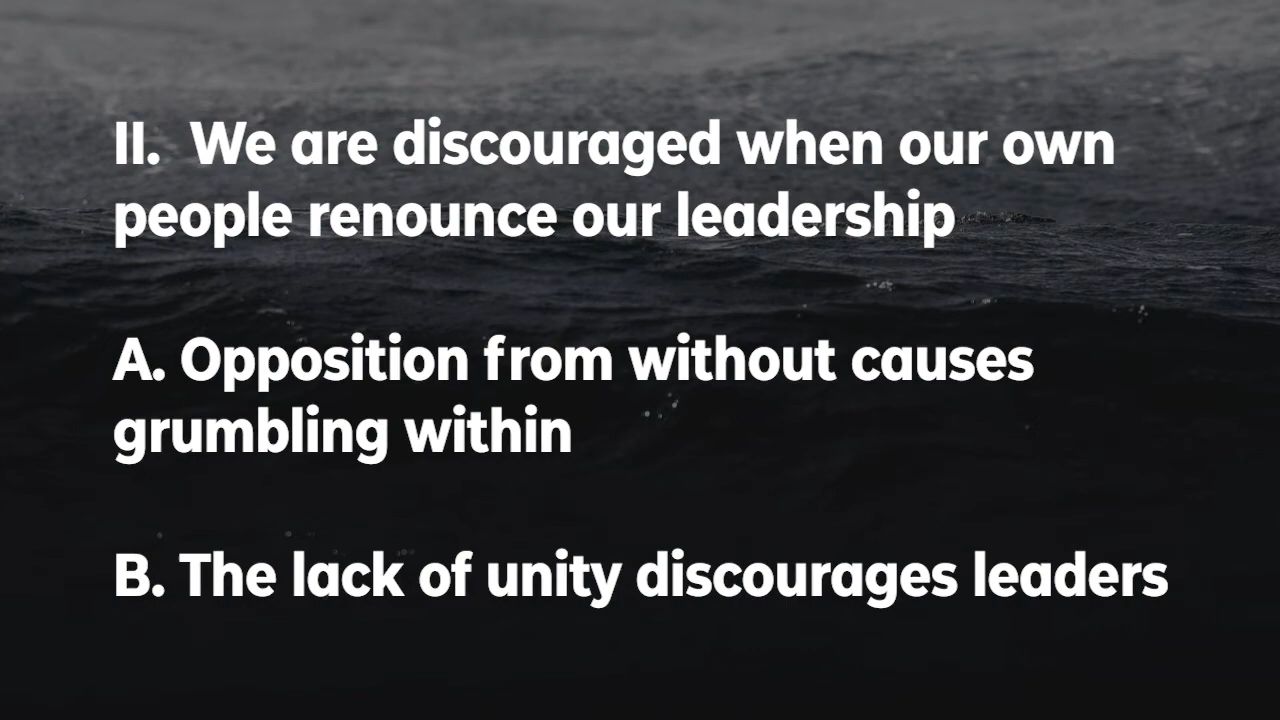 II.  We are discouraged when our own
people renounce our leadership
A. Opposition from without causes
grumbling within
B. The lack of unity discourages leaders